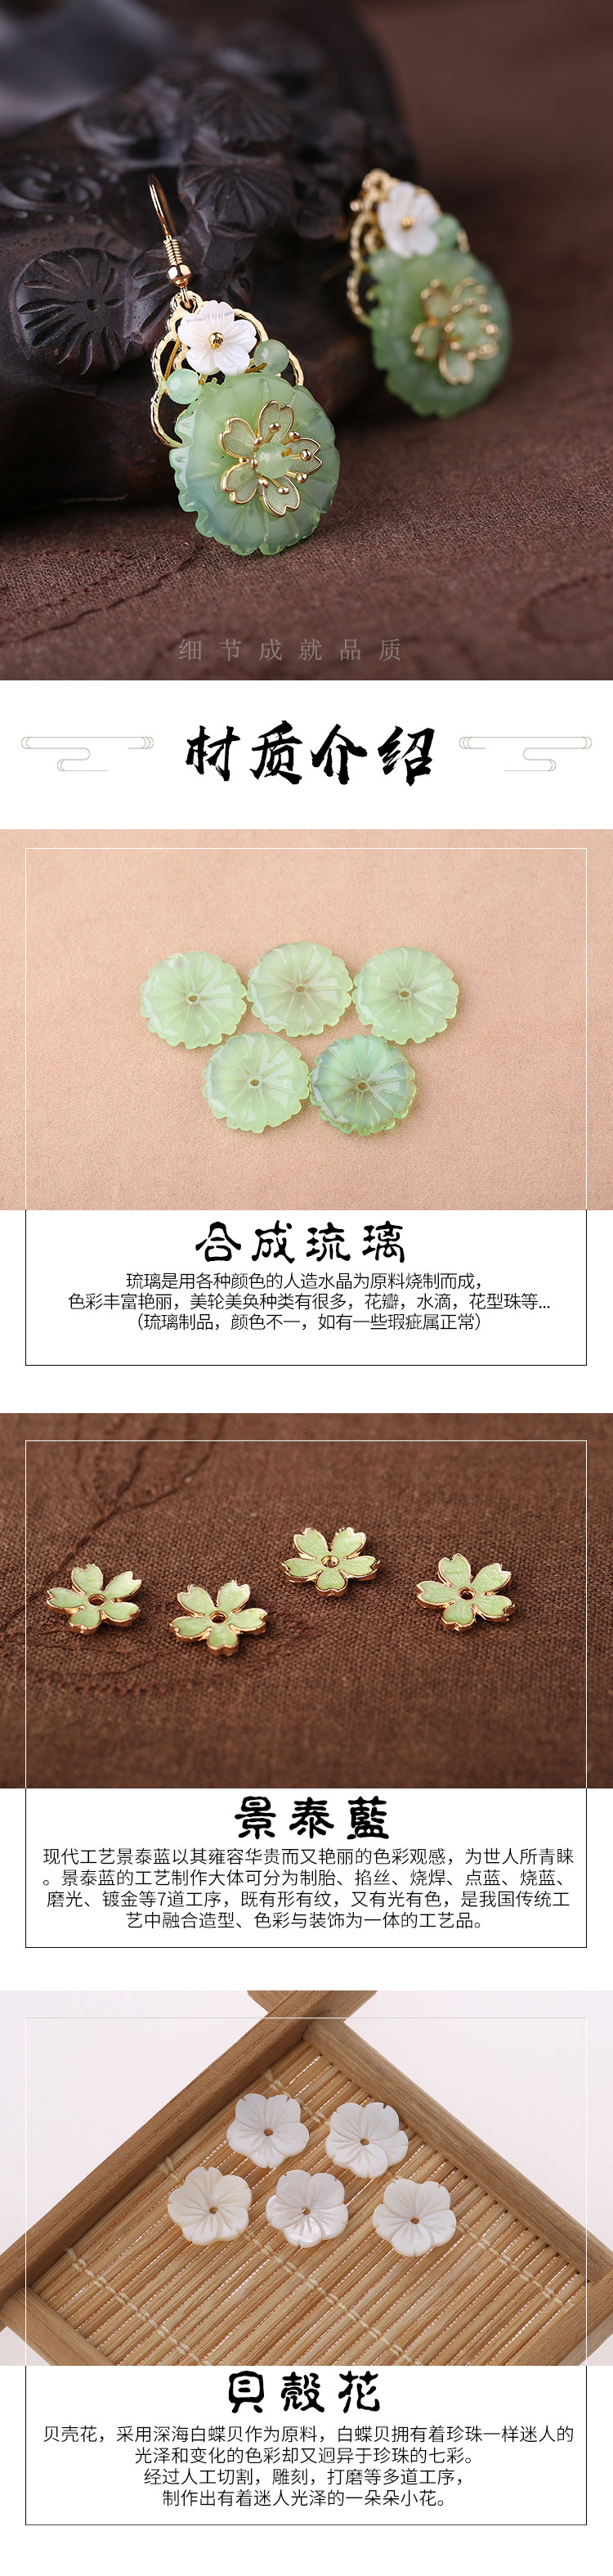 细节成就品质
材质介绍
合成琉璃
琉璃是用各种颜色的人造水晶为原料烧制而成，
色彩丰富艳丽，美轮美奂种类有很多，花瓣，水滴，花型珠等...
（琉璃制品，颜色不一，如有一些瑕疵属正常）
景泰藍
现代工艺景泰蓝以其雍容华贵而又艳丽的色彩观感，为世人所青睐
。景泰蓝的工艺制作大体可分为制胎、掐丝、烧焊、点蓝、烧蓝、
磨光、镀金等7道工序，既有形有纹，又有光有色，是我国传统工
艺中融合造型、色彩与装饰为一体的工艺品。
貝殼花
贝壳花，采用深海白蝶贝作为原料，白蝶贝拥有着珍珠一样迷人的
光泽和变化的色彩却又迥异于珍珠的七彩。
经过人工切割，雕刻，打磨等多道工序，
制作出有着迷人光泽的一朵朵小花。